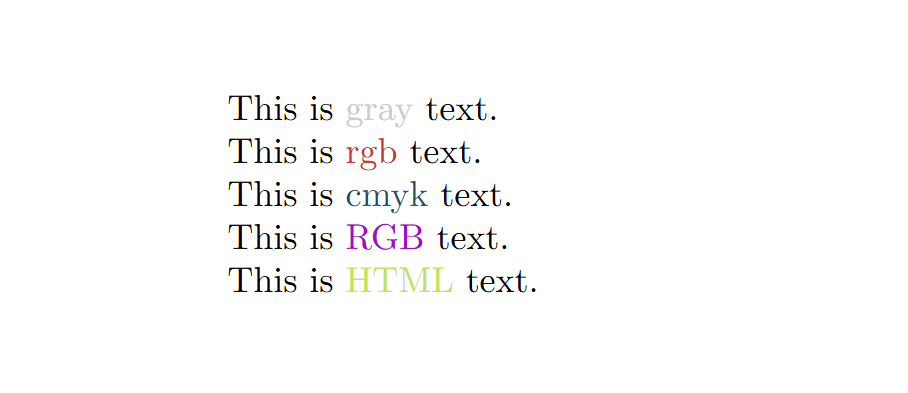 This is gray text.
This is rgb text.
This is cmyk text.
This is RGB text.
This is HTML text.